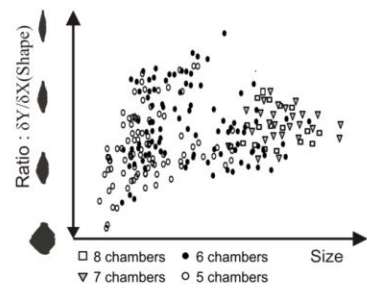 Ratio : δY/δX(Shape)
Size
8 chambers
6 chambers
7 chambers
5 chambers